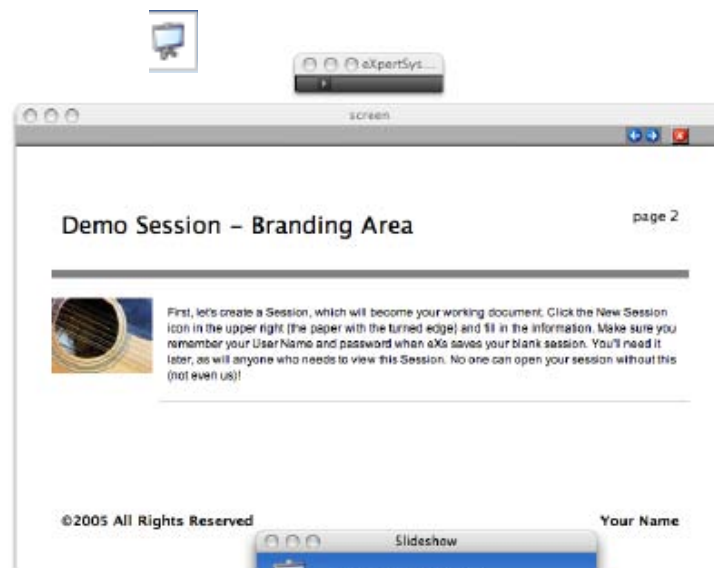 eXpertSys...
screen
Demo Session – Branding Area
page 2
First, let's create a Session, which will become your working document. Click the New Session
icon in the upper right (the paper with the turned edge) and fill in the information. Make sure you
remember your User Name and password when eXs saves your blank session. You'll need it
later, as will anyone who needs to view this Session. No one can open your session without this
(not even us)!
©2005 All Rights Reserved
Your Name
Slideshow